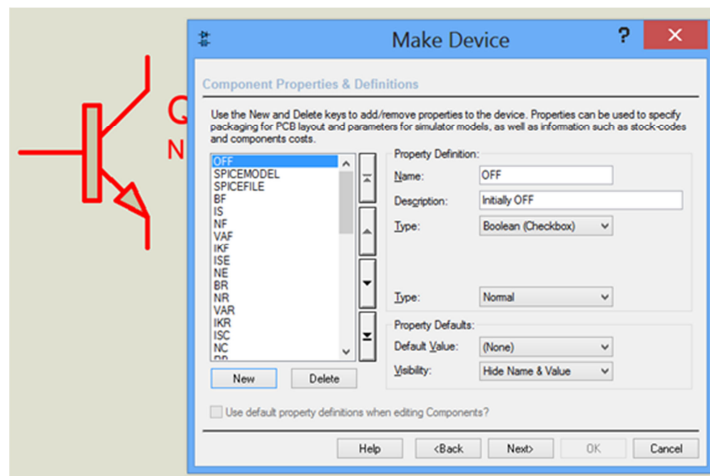 Make Device
?
Q
N
Component Properties & Definitions
Use the New and Delete keys to add/remove properties to the device. Properties can be used to specify
packaging for PCB layout and parameters for simulator models, as well as information such as stock-codes
and components costs.
OFF
SPICEMODEL
SPICEFILE
BF
IS
NF
VAF
IKF
ISE
NE
BR
NR
VAR
IKR
ISC
NC
Property Definition:
Name: OFF
Description: Initially OFF
Type: Boolean (Checkbox)
Type: Normal
Property Defaults:
Default Value: (None)
Visibility: Hide Name & Value
New Delete
Use default property definitions when editing Components?
Help <Back Next> OK Cancel